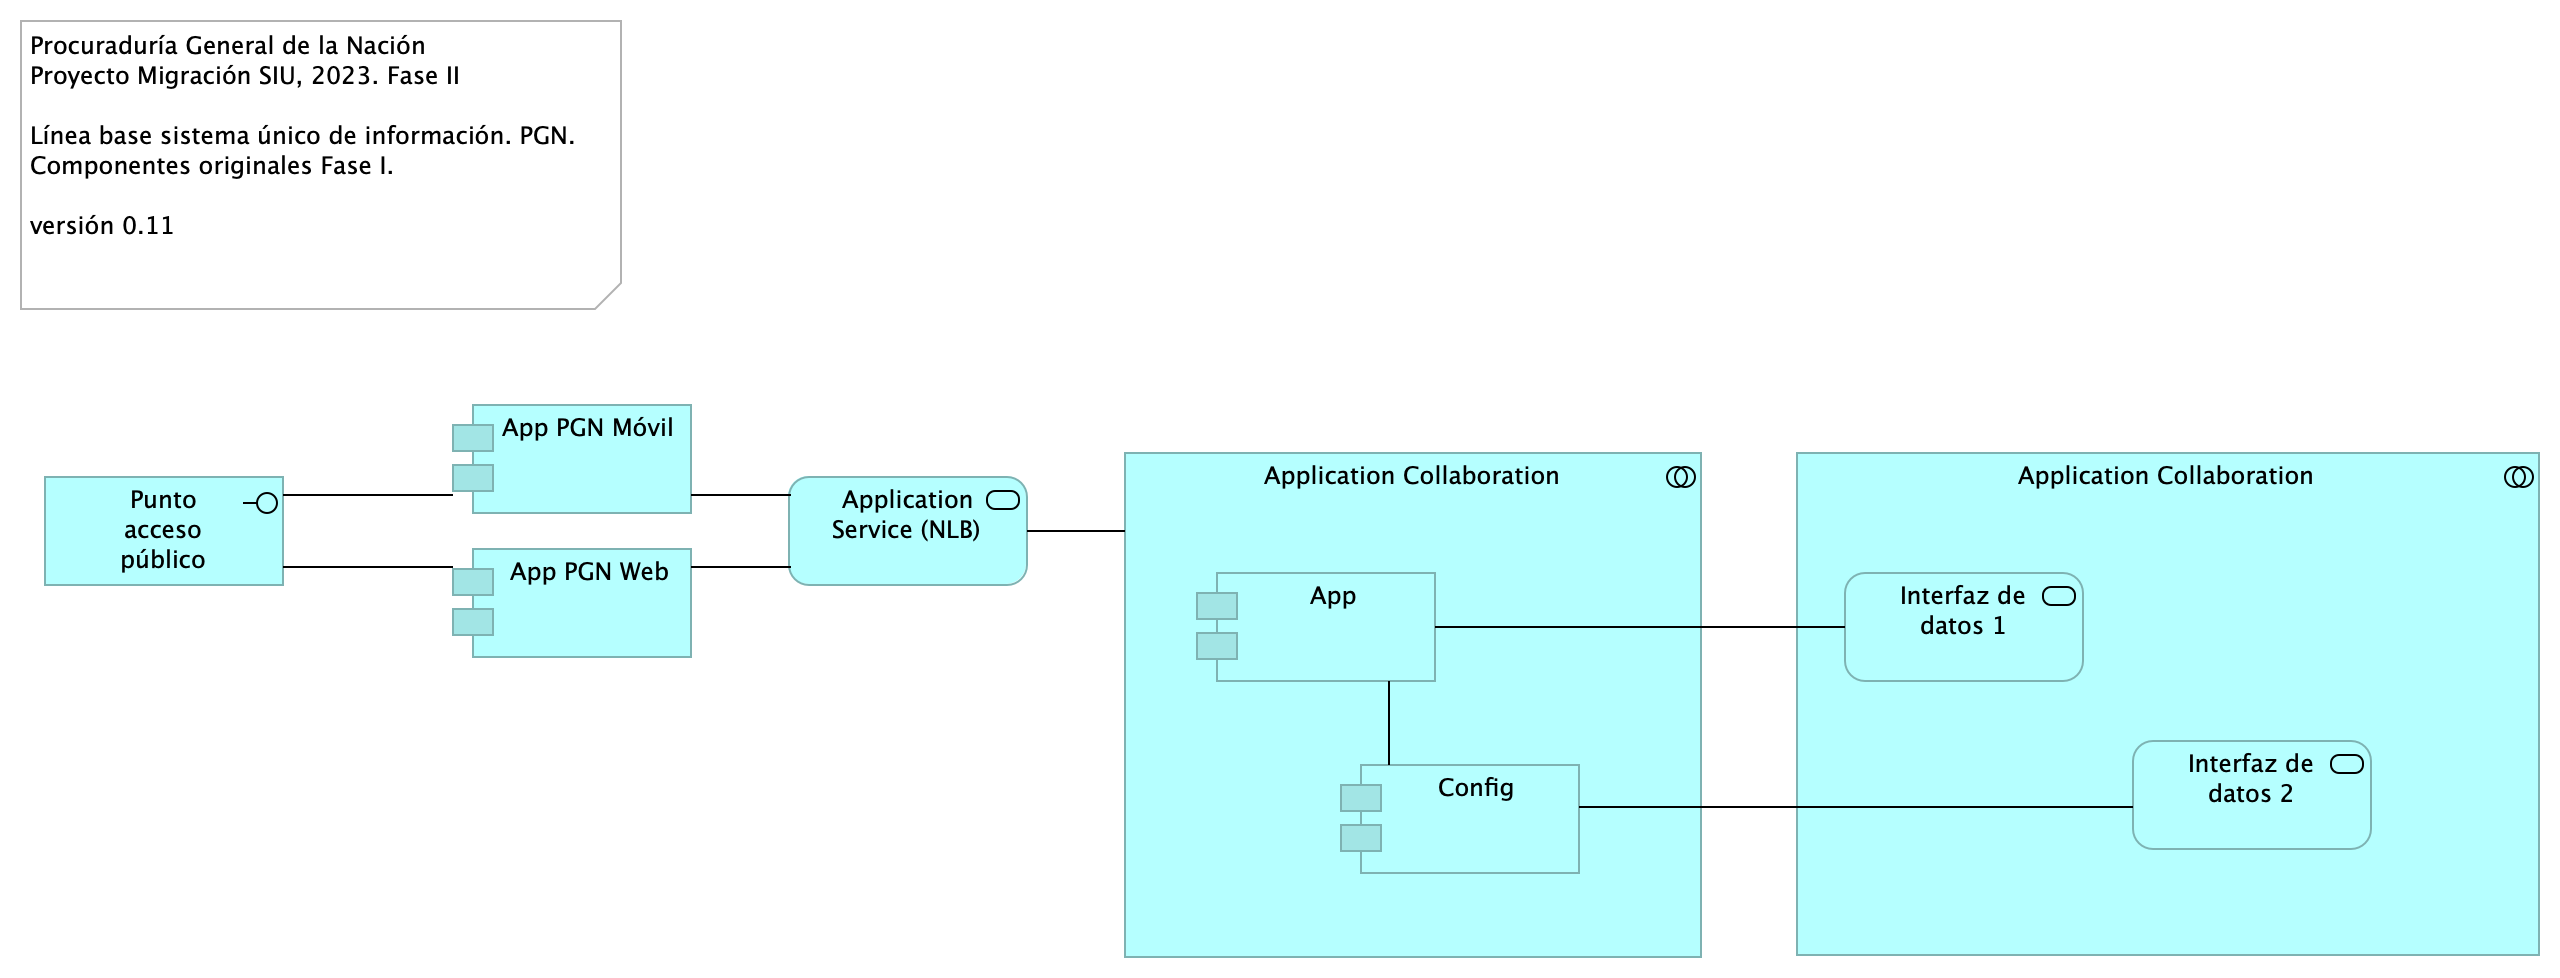 Procuraduría General de la Nación
Proyecto Migración SIU, 2023. Fase II
Línea base sistema único de información. PGN.
Componentes originales Fase I.
versión 0.11
Punto
acceso
público
App PGN Móvil
App PGN Web
Application
Service (NLB)
Application Collaboration
App
Config
Application Collaboration
Interfaz de
datos 1
Interfaz de
datos 2